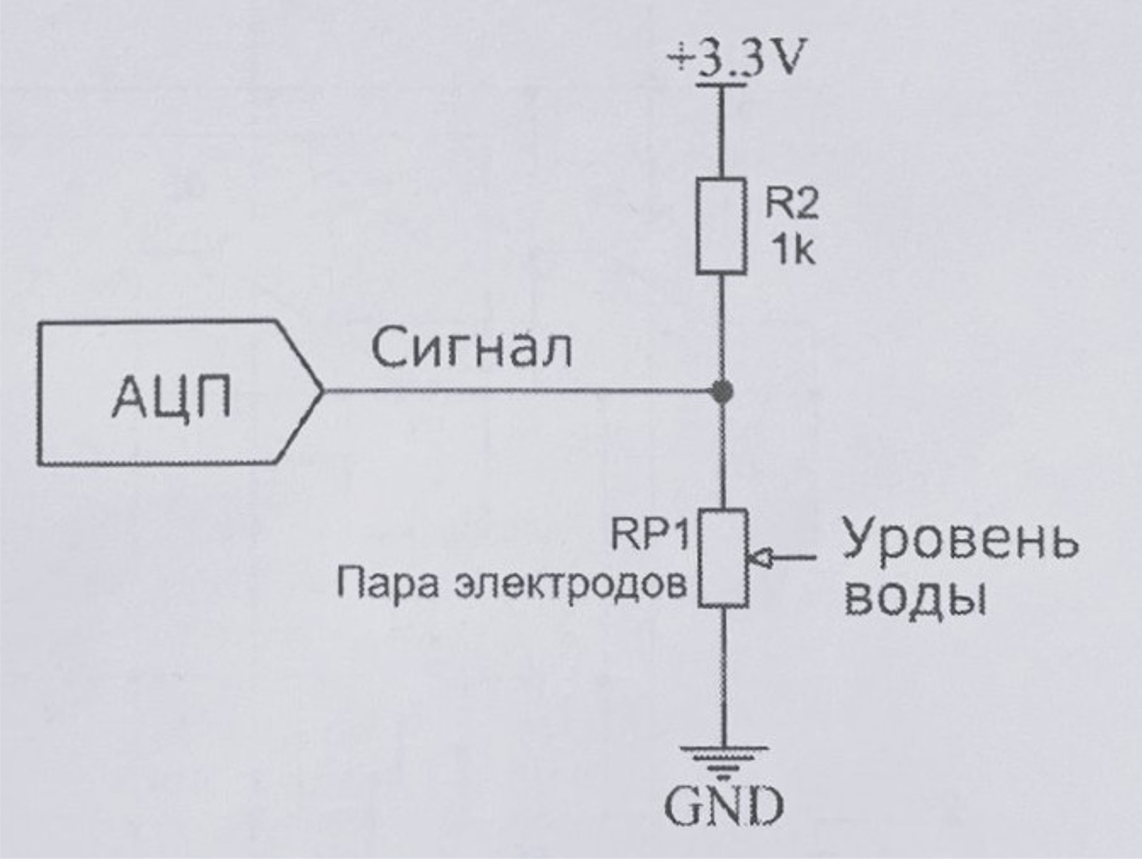 +3.3V
R2
1k
Сигнал
АЦП
RP1
Пара электродов
Уровень
воды
GND